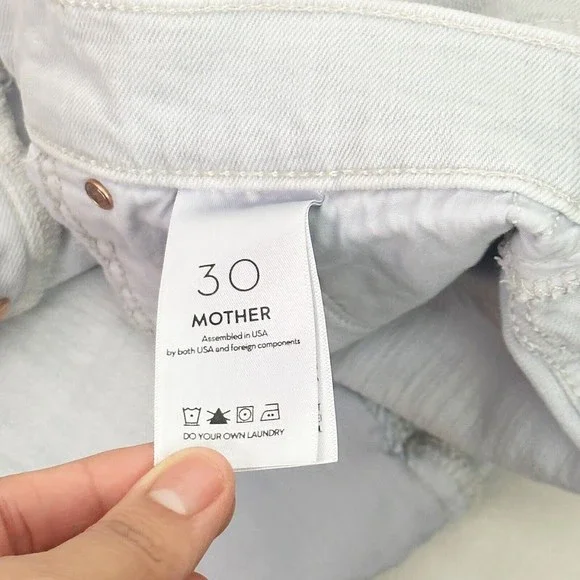 30
MOTHER
Assembled in USA
by both USA and foreign components
DO YOUR OWN LAUNDRY